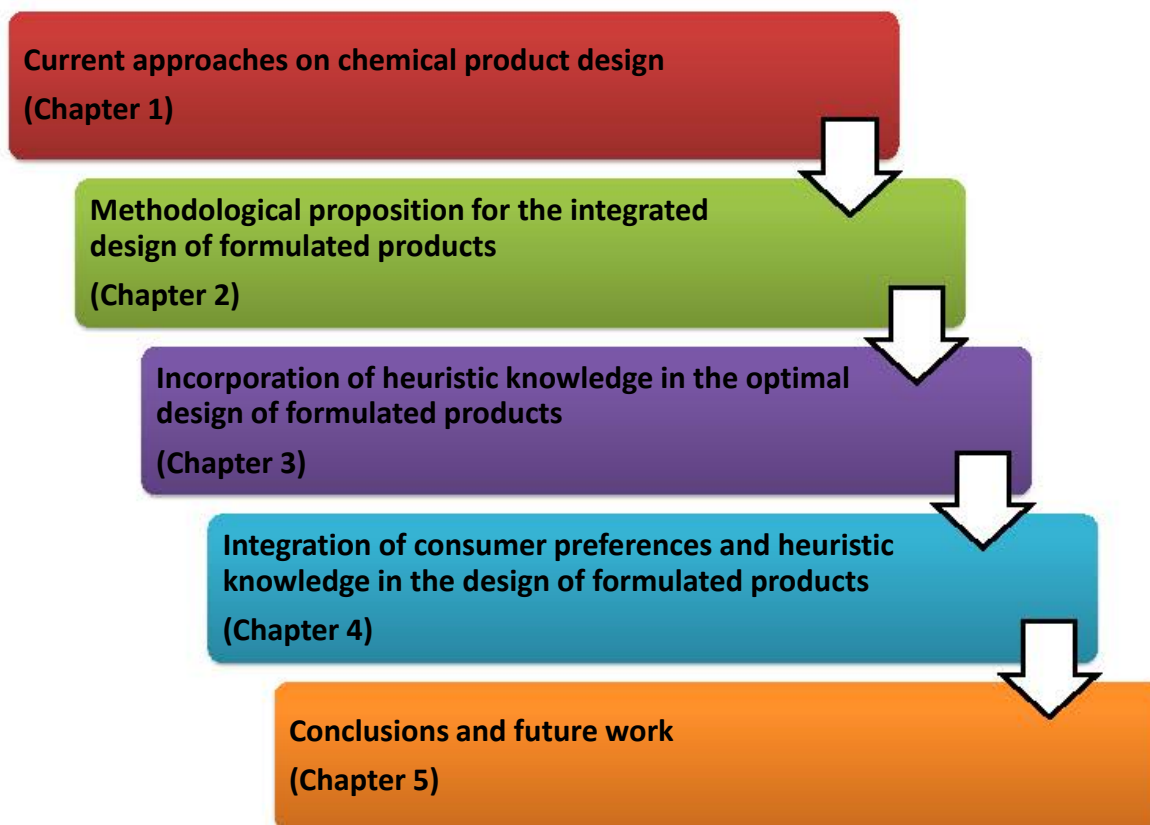 Current approaches on chemical product design
(Chapter 1)
Methodological proposition for the integrated
design of formulated products
(Chapter 2)
Incorporation of heuristic knowledge in the optimal
design of formulated products
(Chapter 3)
Integration of consumer preferences and heuristic
knowledge in the design of formulated products
(Chapter 4)
Conclusions and future work
(Chapter 5)